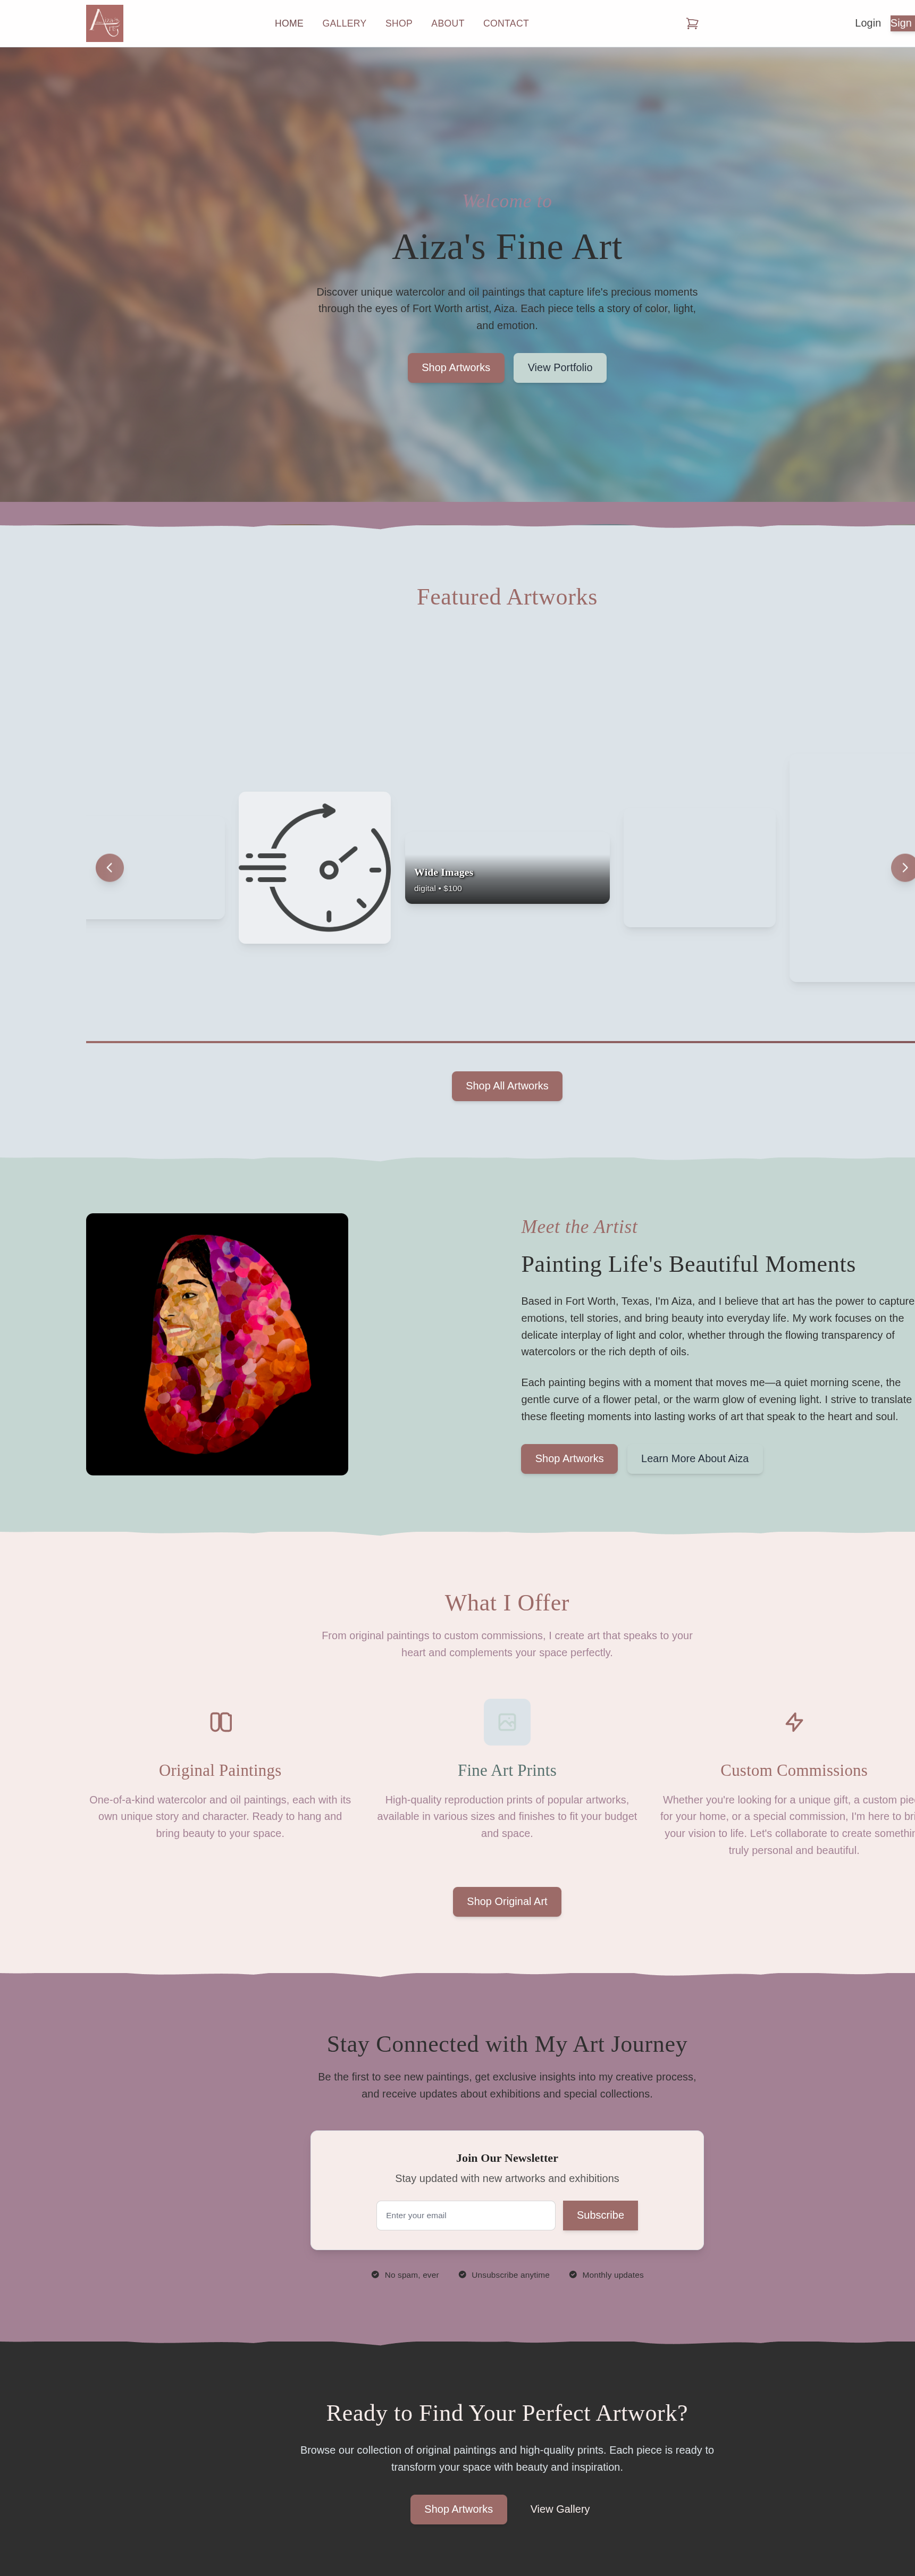 HOME GALLERY SHOP ABOUT CONTACT
Login Sign
Welcome to
Aiza's Fine Art
Discover unique watercolor and oil paintings that capture life's precious moments
through the eyes of Fort Worth artist, Aiza. Each piece tells a story of color, light,
and emotion.
Shop Artworks View Portfolio
Featured Artworks
Wide Images
digital • $100
Shop All Artworks
Meet the Artist
Painting Life's Beautiful Moments
Based in Fort Worth, Texas, I'm Aiza, and I believe that art has the power to capture
emotions, tell stories, and bring beauty into everyday life. My work focuses on the
delicate interplay of light and color, whether through the flowing transparency of
watercolors or the rich depth of oils.
Each painting begins with a moment that moves me—a quiet morning scene, the
gentle curve of a flower petal, or the warm glow of evening light. I strive to translate
these fleeting moments into lasting works of art that speak to the heart and soul.
Shop Artworks Learn More About Aiza
What I Offer
From original paintings to custom commissions, I create art that speaks to your
heart and complements your space perfectly.
Original Paintings
One-of-a-kind watercolor and oil paintings, each with its
own unique story and character. Ready to hang and
bring beauty to your space.
Fine Art Prints
High-quality reproduction prints of popular artworks,
available in various sizes and finishes to fit your budget
and space.
Custom Commissions
Whether you're looking for a unique gift, a custom pie
for your home, or a special commission, I'm here to bri
your vision to life. Let's collaborate to create somethin
truly personal and beautiful.
Shop Original Art
Stay Connected with My Art Journey
Be the first to see new paintings, get exclusive insights into my creative process,
and receive updates about exhibitions and special collections.
Join Our Newsletter
Stay updated with new artworks and exhibitions
Enter your email Subscribe
No spam, ever Unsubscribe anytime Monthly updates
Ready to Find Your Perfect Artwork?
Browse our collection of original paintings and high-quality prints. Each piece is ready to
transform your space with beauty and inspiration.
Shop Artworks View Gallery